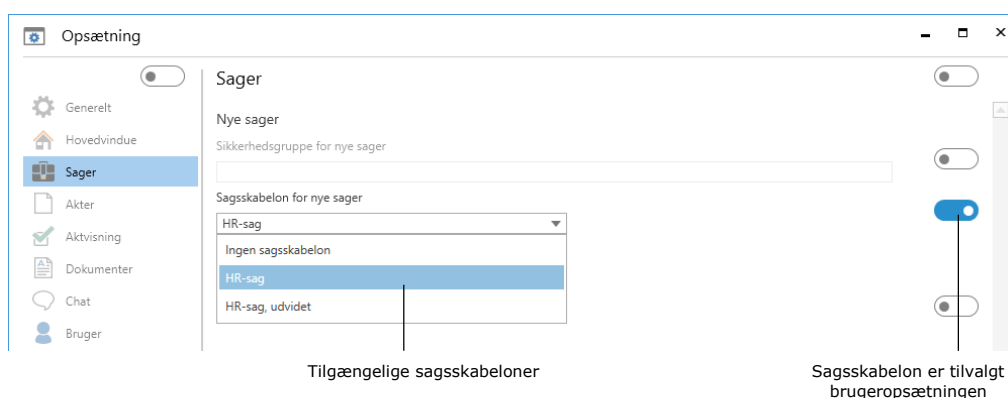 Opsætning
Generelt
Hovedvindue
Sager
Akter
Aktvisning
Dokumenter
Chat
Bruger
Sager
Nye sager
Sikkerhedsgruppe for nye sager
Sagsskabelon for nye sager
HR-sag
Ingen sagsskabelon
HR-sag
HR-sag, udvidet
Tilgængelige sagsskabeloner
Sagsskabelon er tilvalgt
brugeropsætningen